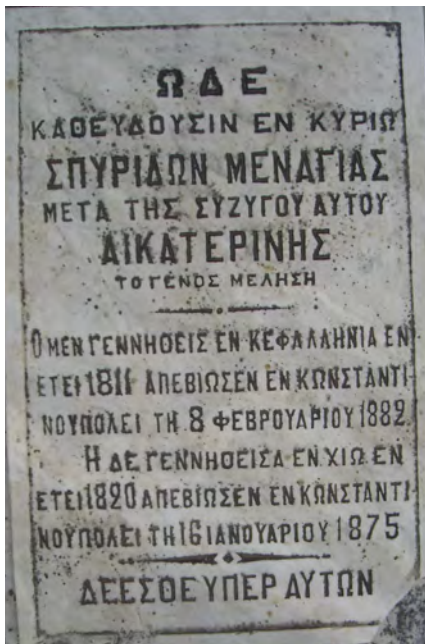 ΩΔΕ
ΚΑΘΕΥΔΟΥΣΙΝ ΕΝ ΚΥΡΙΩ
ΣΠΥΡΙΔΩΝ ΜΕΝΑΓΙΑΣ
ΜΕΤΑ ΤΗΣ ΣΥΖΥΓΟΥ ΑΥΤΟΥ
ΑΙΚΑΤΕΡΙΝΗΣ
ΤΟ ΓΕΝΟΣ ΜΕΛΗΣΗ
Ο ΜΕΝ ΓΕΝΝΗΘΕΙΣ ΕΝ ΚΕΦΑΛΛΗΝΙΑ ΕΝ
ΕΤΕΙ 1811 ΑΠΕΒΙΩΣΕΝ ΕΝ ΚΩΝΣΤΑΝΤΙ-
ΝΟΥΠΟΛΕΙ ΤΗ 8 ΦΕΒΡΟΥΑΡΙΟΥ 1882
Η ΔΕ ΓΕΝΝΗΘΕΙΣΑ ΕΝ ΧΙΩ ΕΝ
ΕΤΕΙ 1820 ΑΠΕΒΙΩΣΕΝ ΕΝ ΚΩΝΣΤΑΝΤΙ-
ΝΟΥΠΟΛΕΙ ΤΗ 16 ΙΑΝΟΥΑΡΙΟΥ 1875
ΔΕΕΣΘΕ ΥΠΕΡ ΑΥΤΩΝ